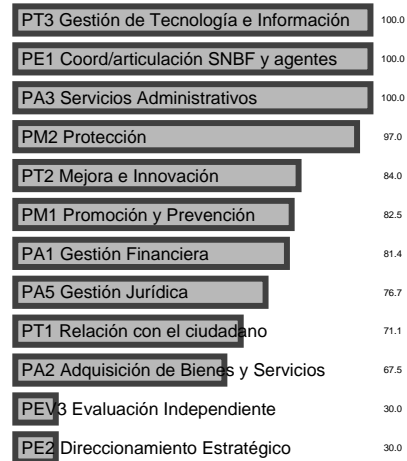 PT3 Gestión de Tecnología e Información 100.0
PE1 Coord/articulación SNBF y agentes 100.0
PA3 Servicios Administrativos 100.0
PM2 Protección 97.0
PT2 Mejora e Innovación 84.0
PM1 Promoción y Prevención 82.5
PA1 Gestión Financiera 81.4
PA5 Gestión Jurídica 76.7
PT1 Relación con el ciudadano 71.1
PA2 Adquisición de Bienes y Servicios 67.5
PEV3 Evaluación Independiente 30.0
PE2 Direccionamiento Estratégico 30.0